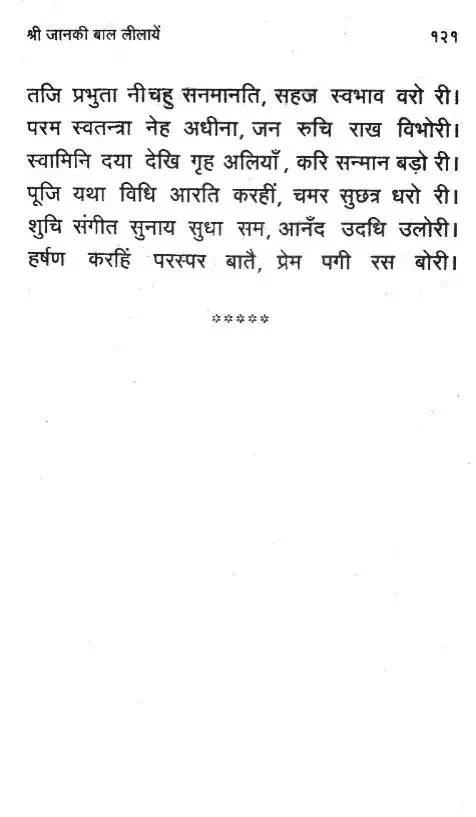 श्री जानकी बाल लीलायें १२१
तजि प्रभुता नीचहु सनमानति, सहज स्वभाव वरो री।
परम स्वतन्त्रा नेह अधीना, जन रुचि राख विभोरी।
स्वामिनि दया देखि गृह अलियाँ, करि सन्मान बड़ो री।
पूजि यथा विधि आरति करहीं, चमर सुछत्र धरो री।
शुचि संगीत सुनाय सुधा सम, आनँद उदधि उलोरी।
हर्षण करहिं परस्पर बातै, प्रेम पगी रस बोरी।
*****